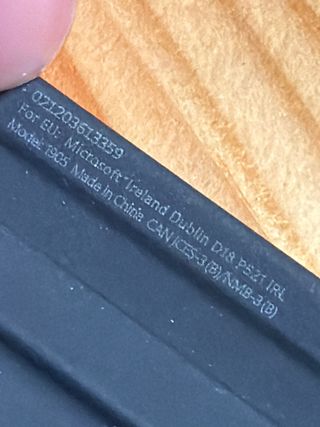 021203613359
For EU: Microsoft Ireland Dublin D18 P521 IRL
Model: 1905 Made in China CAN ICES-3(B)/NMB-3(B)